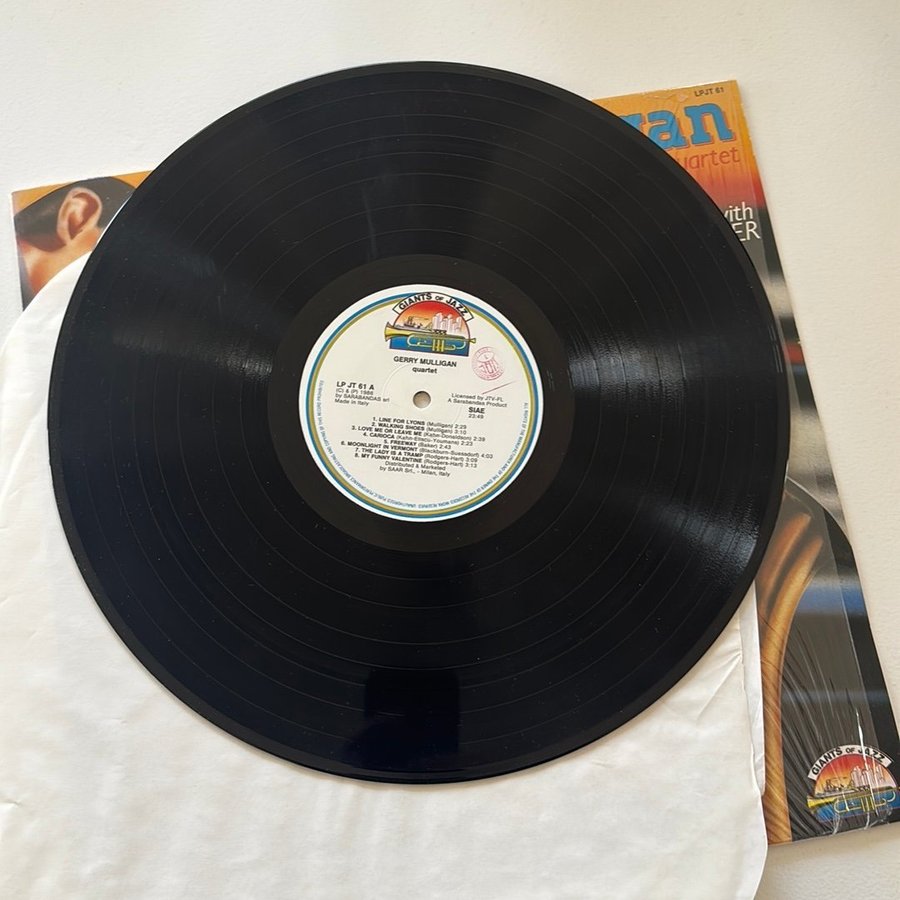 LPJT 61
gan
quartet
with
ER
GIANTS OF JAZZ
GERRY MULLIGAN
quartet
LP JT 61 A
(C) & (P) 1986
by SARABANDAS srl
Made in Italy
Licensed by JTV-FL
A Sarabandas Product
SIAE
23:49
1. LINE FOR LYONS (Mulligan) 2:29
2. WALKING SHOES (Mulligan) 3:10
3. LOVE ME OR LEAVE ME (Kahn-Donaldson) 2:39
4. CARIOCA (Kahn-Eliscu-Youmans) 2:23
5. FREEWAY (Baker) 2:43
6. MOONLIGHT IN VERMONT (Blackburn-Suessdorf) 4:03
7. THE LADY IS A TRAMP (Rodgers-Hart) 3:09
8. MY FUNNY VALENTINE (Rodgers-Hart) 3:13
Distributed & Marketed
by SAAR Srl., - Milan, Italy
GIANTS OF JAZZ